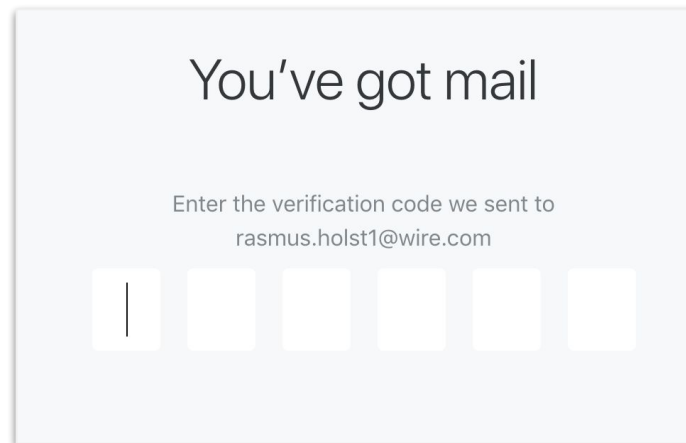 You’ve got mail
Enter the verification code we sent to
rasmus.holst1@wire.com